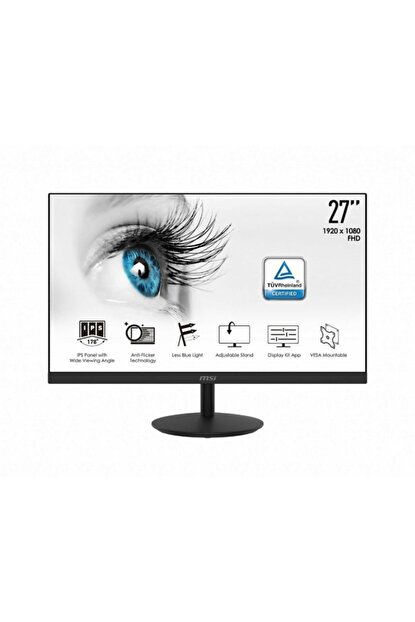 27"
1920 x 1080
FHD
TÜVRheinland
CERTIFIED
IPS
178°
IPS Panel with
Wide Viewing Angle
Anti-Flicker
Technology
Less Blue Light
Adjustable Stand
Display Kit App
VESA Mountable
msi